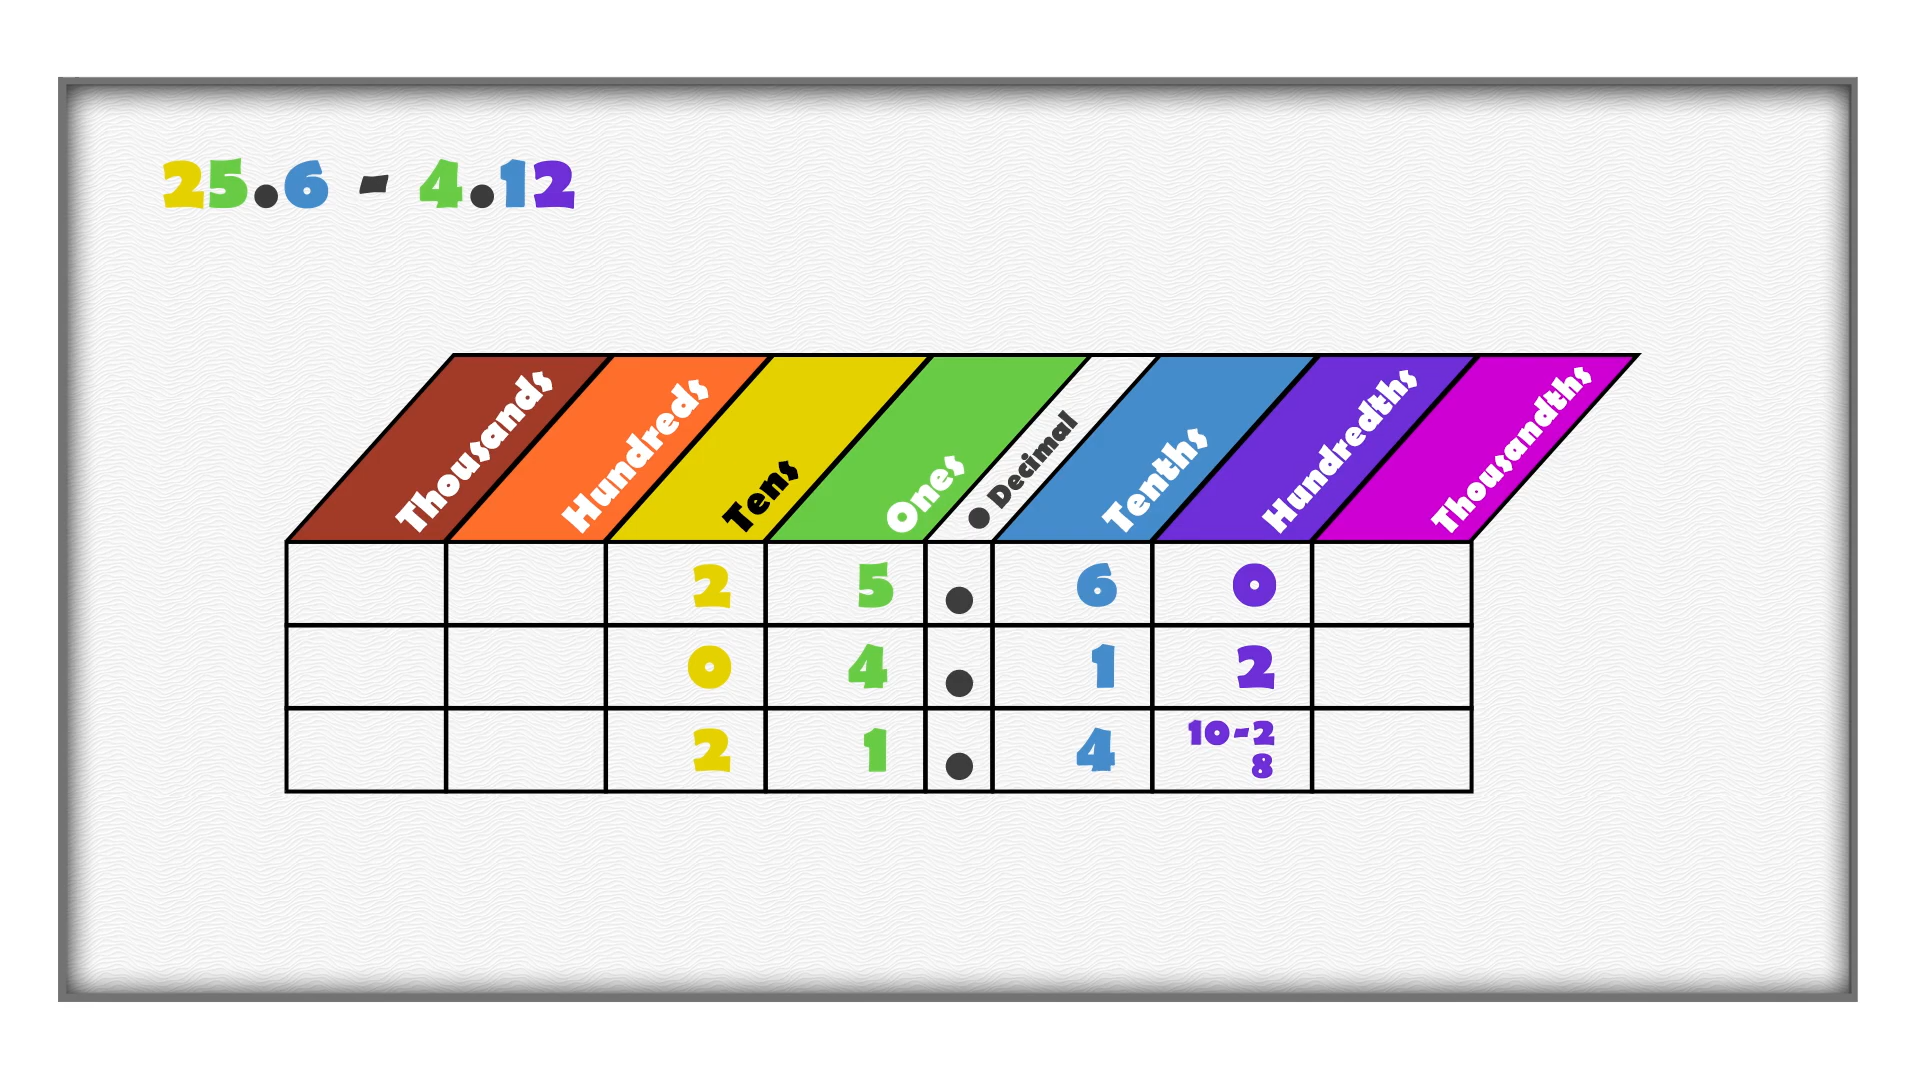 25.6 - 4.12
Thousands Hundreds Tens Ones • Decimal Tenths Hundredths Thousandths
2 5 . 6 0
0 4 . 1 2
2 1 . 4 10-2
8